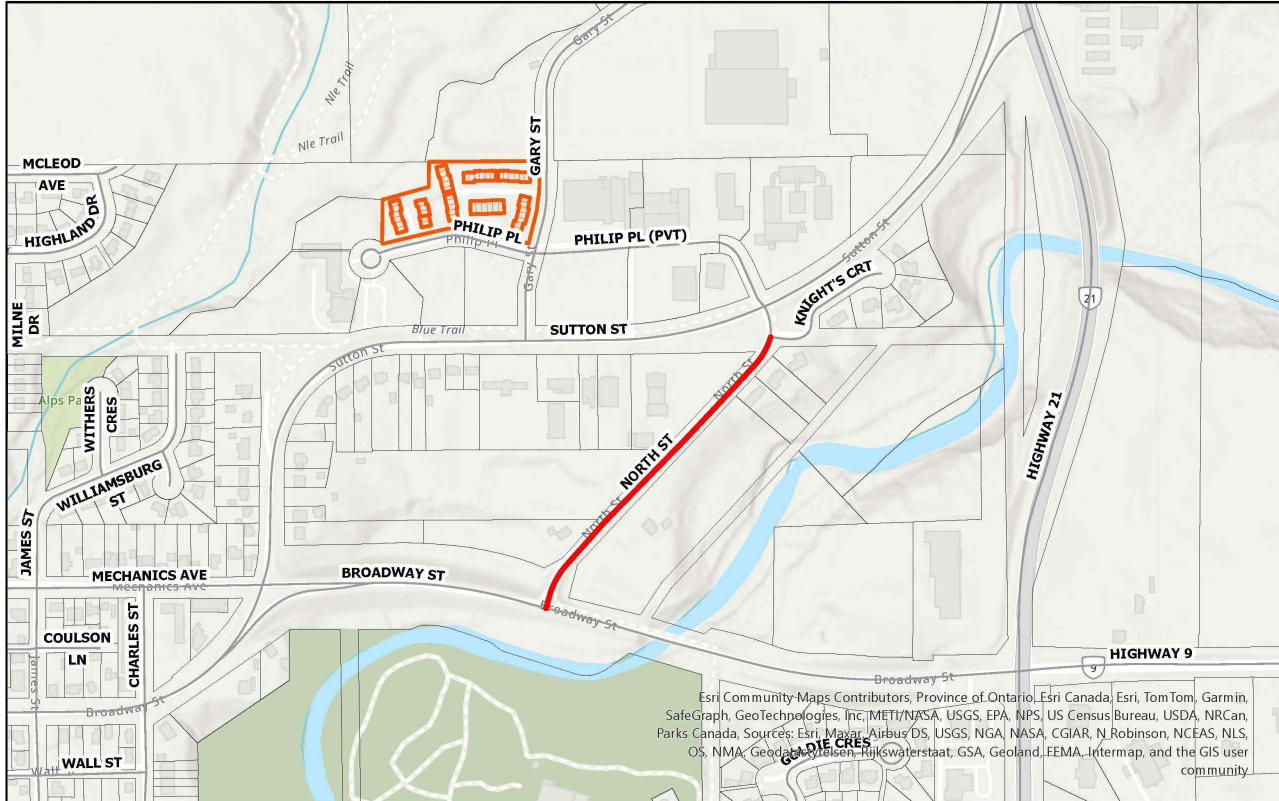 Gary St
Nle Trail
Nle Trail
GARY ST
MCLEOD
AVE
HIGHLAND DR
PHILIP PL
Philip Pl
PHILIP PL (PVT)
Gary St
Sutton St
KNIGHT'S CRT
21
MILNE
DR
Blue Trail
SUTTON ST
Sutton St
North St
Alps Pa
WITHERS
CRES
WILLIAMSBURG
ST
NORTH ST
North St
HIGHWAY 21
JAMES ST
MECHANICS AVE
Mechanics Ave
BROADWAY ST
Broadway St
CHARLES ST
COULSON
LN
James St
HIGHWAY 9
9
Broadway St
Broadway St
WALL ST
Wall
GOLDIE CRES
Esri Community Maps Contributors, Province of Ontario, Esri Canada, Esri, TomTom, Garmin,
SafeGraph, GeoTechnologies, Inc, METI/NASA, USGS, EPA, NPS, US Census Bureau, USDA, NRCan,
Parks Canada, Sources: Esri, Maxar, Airbus DS, USGS, NGA, NASA, CGIAR, N Robinson, NCEAS, NLS,
OS, NMA, Geodatastyrelsen, Rijkswaterstaat, GSA, Geoland, FEMA, Intermap, and the GIS user
community